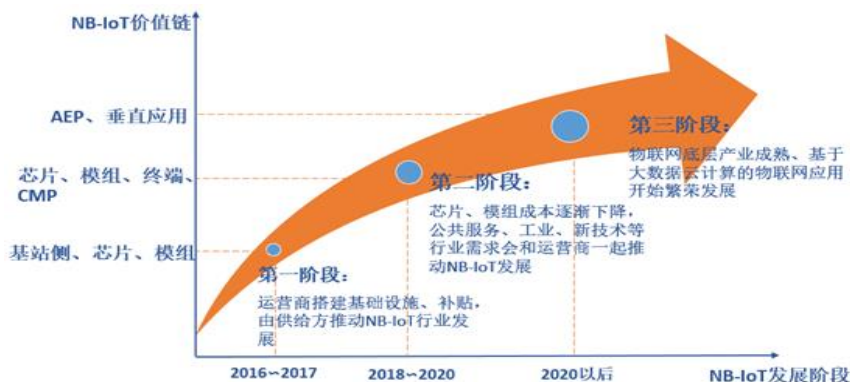 NB-IoT价值链
AEP、垂直应用
第三阶段：
物联网底层产业成熟、基于
大数据云计算的物联网应用
开始繁荣发展
芯片、模组、终端、
CMP
第二阶段：
芯片、模组成本逐渐下降，
公共服务、工业、新技术等
行业需求会和运营商一起推
动NB-IoT发展
基站侧、芯片、模组
第一阶段：
运营商搭建基础设施、补贴，
由供给方推动NB-IoT行业发
展
2016~2017
2018~2020
2020以后
NB-IoT发展阶段